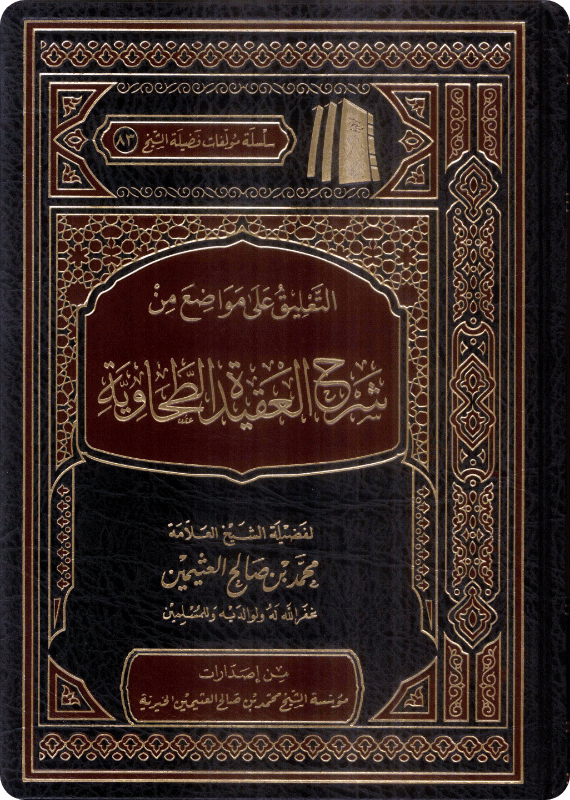 سلسلة مؤلفات فضيلة الشيخ ٨٣
التعليق على مواضع من
شرح العقيدة الطحاوية
لفضيلة الشيخ العلامة
محمد بن صالح العثيمين
غفر الله له ولوالديه وللمسلمين
من إصدارات
مؤسسة الشيخ محمد بن صالح العثيمين الخيرية